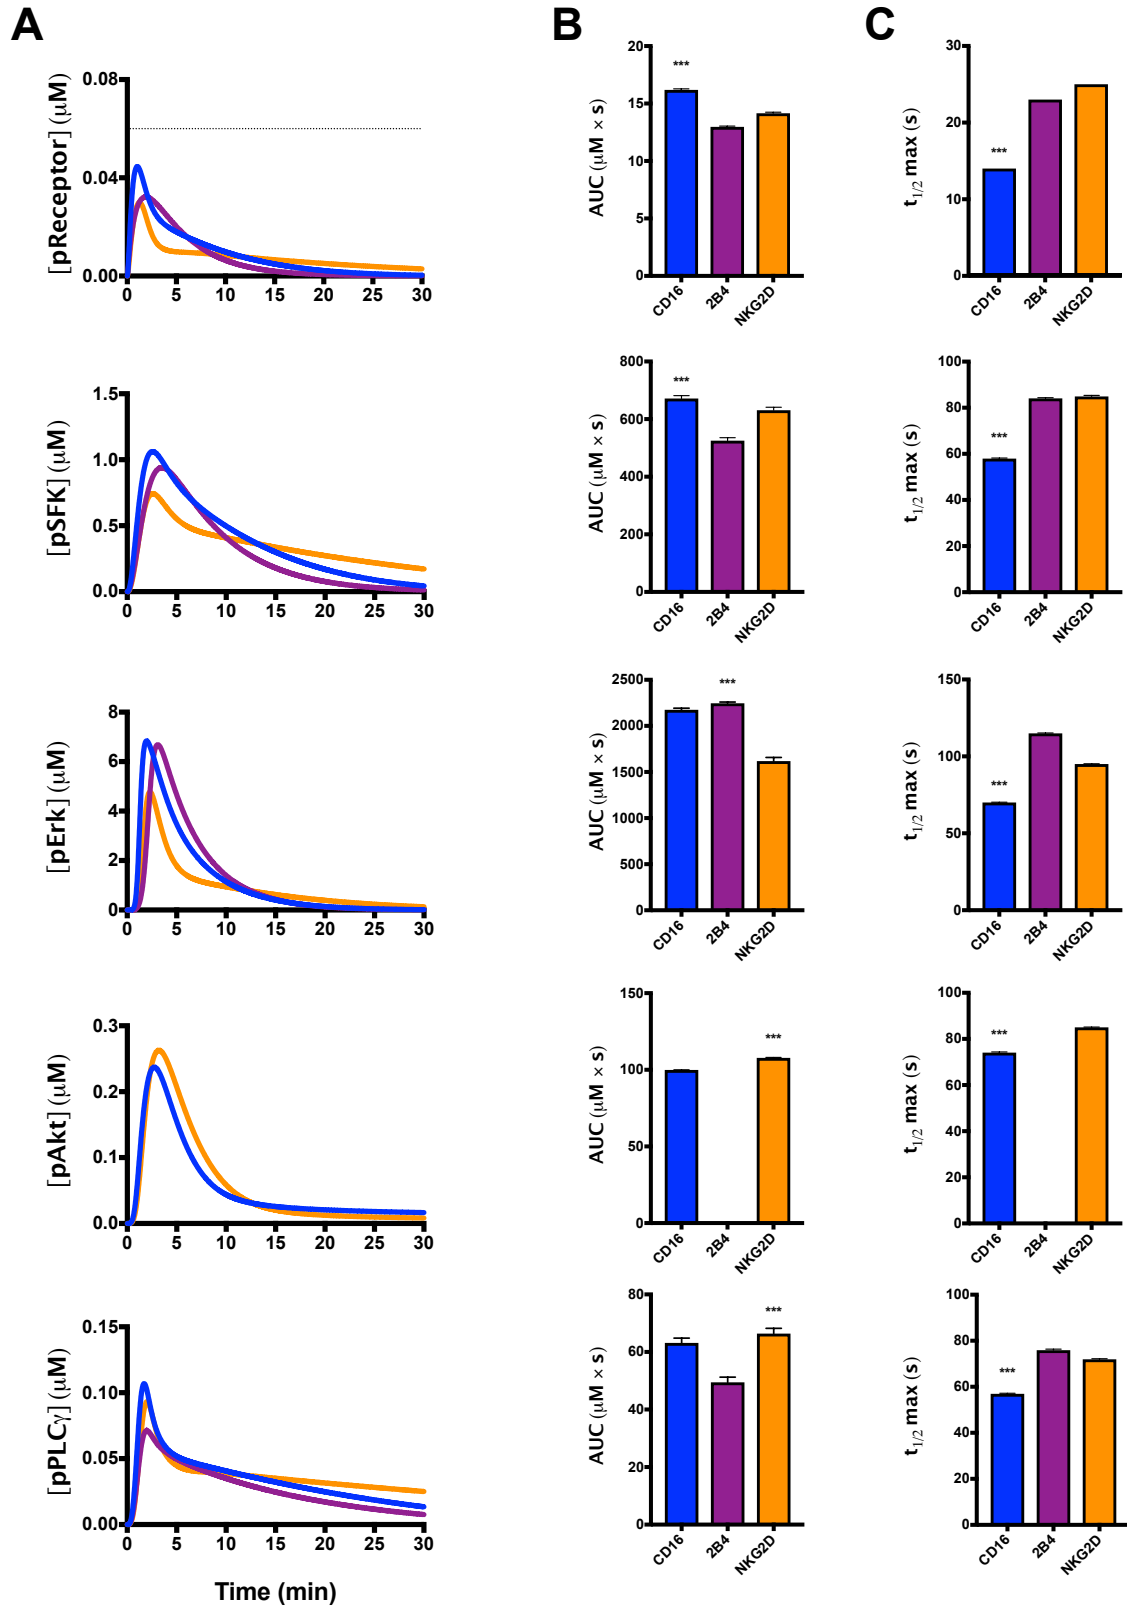 A
B
C
[pReceptor] (μM)
0.08
0.04
0.00
0 5 10 15 20 25 30
AUC (μM × s)
20
15
10
5
0
***
CD16 2B4 NKG2D
t1/2 max (s)
30
20
10
0
***
CD16 2B4 NKG2D
[pSFK] (μM)
1.5
1.0
0.5
0.0
0 5 10 15 20 25 30
AUC (μM × s)
800
600
400
200
0
***
CD16 2B4 NKG2D
t1/2 max (s)
100
80
60
40
20
0
***
CD16 2B4 NKG2D
[pErk] (μM)
8
6
4
2
0
0 5 10 15 20 25 30
AUC (μM × s)
2500
2000
1500
1000
500
0
***
CD16 2B4 NKG2D
t1/2 max (s)
150
100
50
0
***
CD16 2B4 NKG2D
[pAkt] (μM)
0.3
0.2
0.1
0.0
0 5 10 15 20 25 30
AUC (μM × s)
150
100
50
0
***
CD16 2B4 NKG2D
t1/2 max (s)
100
80
60
40
20
0
***
CD16 2B4 NKG2D
[pPLCγ] (μM)
0.15
0.10
0.05
0.00
0 5 10 15 20 25 30
Time (min)
AUC (μM × s)
80
60
40
20
0
***
CD16 2B4 NKG2D
t1/2 max (s)
100
80
60
40
20
0
***
CD16 2B4 NKG2D